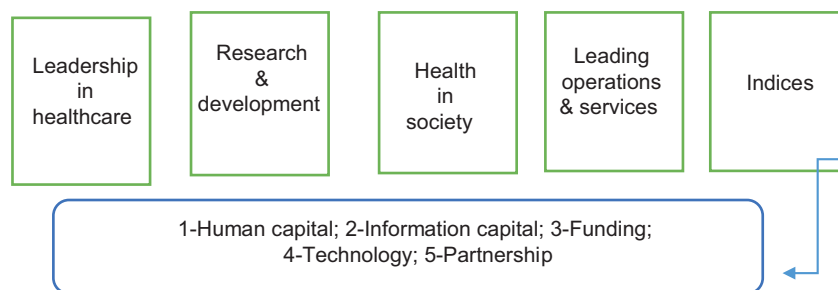 Leadership
in
healthcare
Research
&
development
Health
in
society
Leading
operations
& services
Indices
1-Human capital; 2-Information capital; 3-Funding;
4-Technology; 5-Partnership